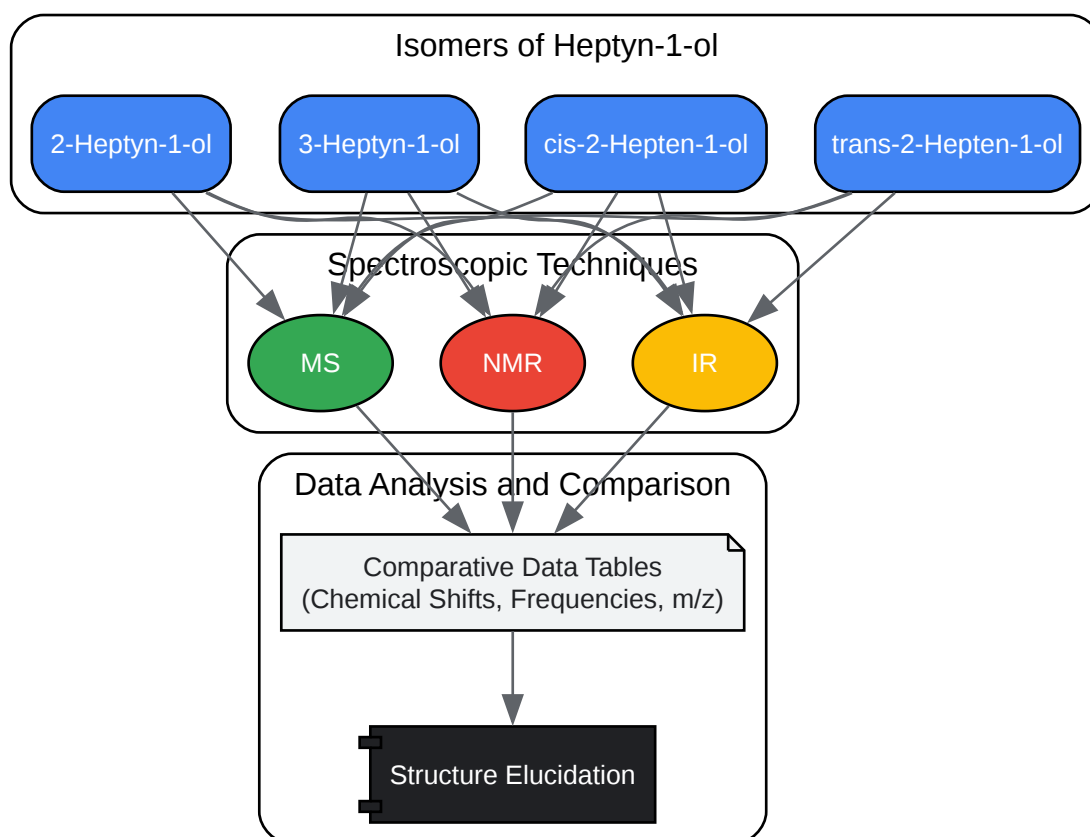 Isomers of Heptyn-1-ol
2-Heptyn-1-ol
3-Heptyn-1-ol
cis-2-Hepten-1-ol
trans-2-Hepten-1-ol
Spectroscopic Techniques
MS
NMR
IR
Data Analysis and Comparison
Comparative Data Tables
(Chemical Shifts, Frequencies, m/z)
Structure Elucidation